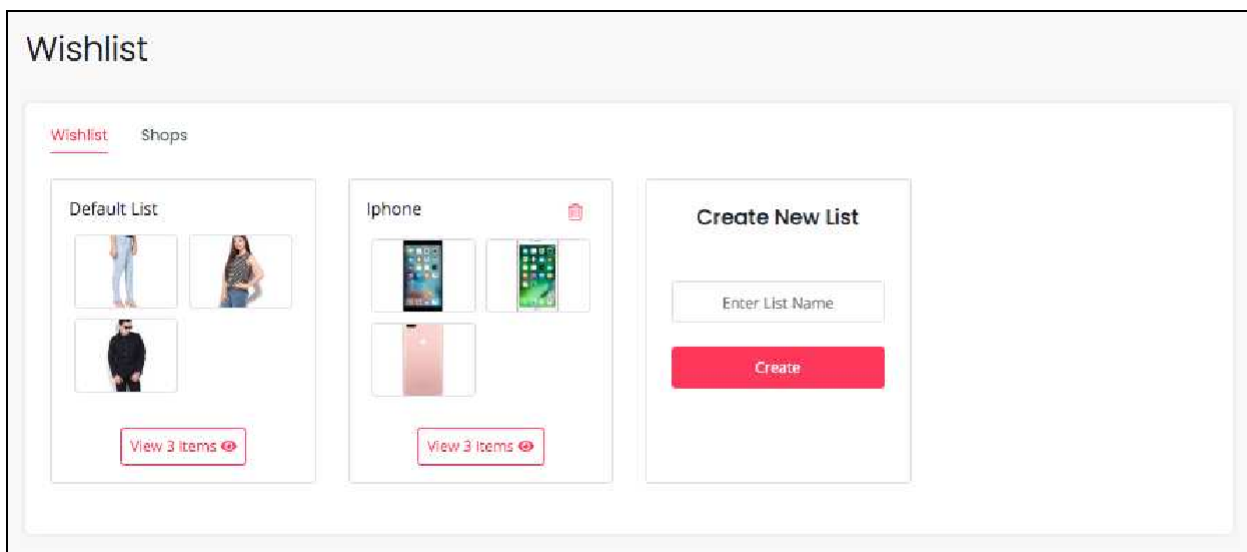 Wishlist
Wishlist Shops
Default List
Iphone
Create New List
Enter List Name
Create
View 3 Items
View 3 Items